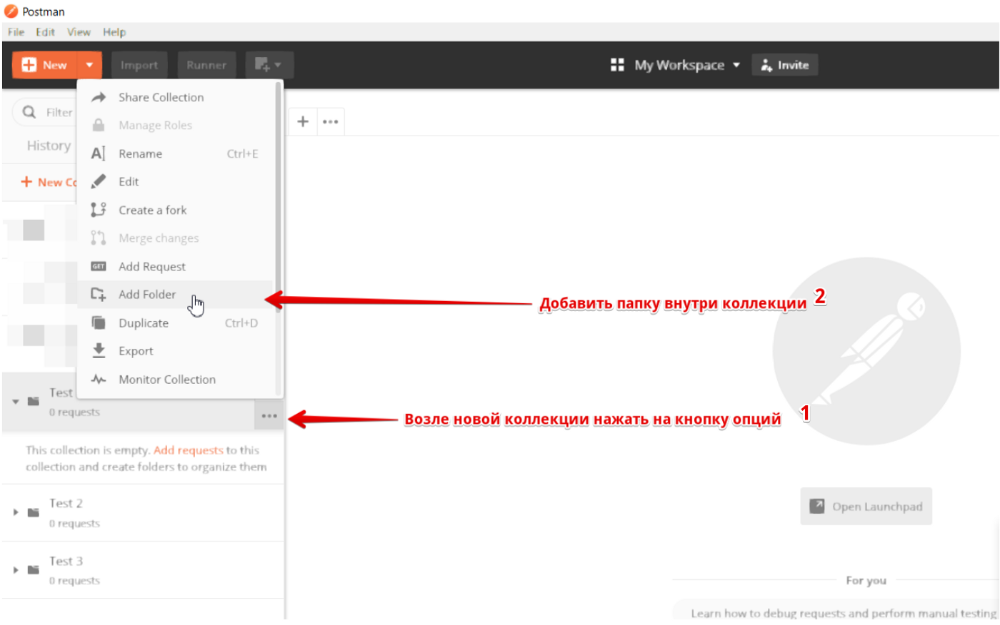 Postman
File Edit View Help
New Import Runner My Workspace Invite
Filter
History
+ New Co
Share Collection
Manage Roles
Rename Ctrl+E
Edit
Create a fork
Merge changes
GET Add Request
Add Folder
Duplicate Ctrl+D
Export
Monitor Collection
Добавить папку внутри коллекции 2
Test
0 requests
Возле новой коллекции нажать на кнопку опций 1
This collection is empty. Add requests to this
collection and create folders to organize them
Test 2
0 requests
Test 3
0 requests
Open Launchpad
For you
Learn how to debug requests and perform manual testing